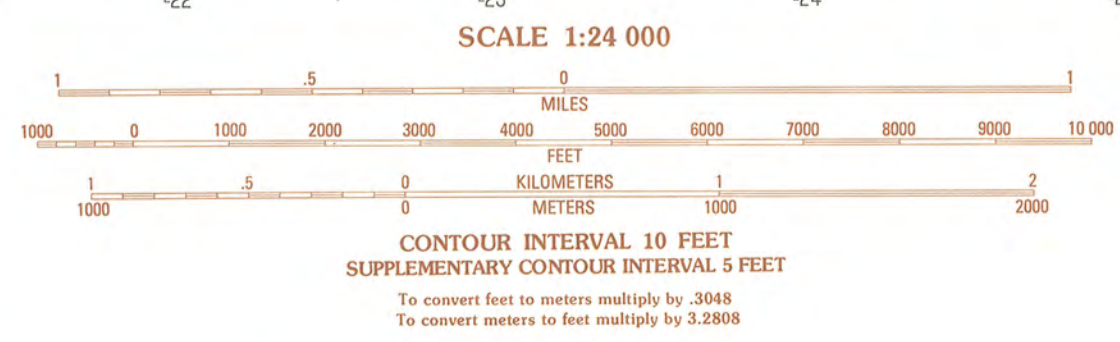 -22 -23 -24
SCALE 1:24 000
1 .5 0 1
MILES
1000 0 1000 2000 3000 4000 5000 6000 7000 8000 9000 10 000
FEET
1 .5 0 KILOMETERS 1 2
1000 0 METERS 1000 2000
CONTOUR INTERVAL 10 FEET
SUPPLEMENTARY CONTOUR INTERVAL 5 FEET
To convert feet to meters multiply by .3048
To convert meters to feet multiply by 3.2808